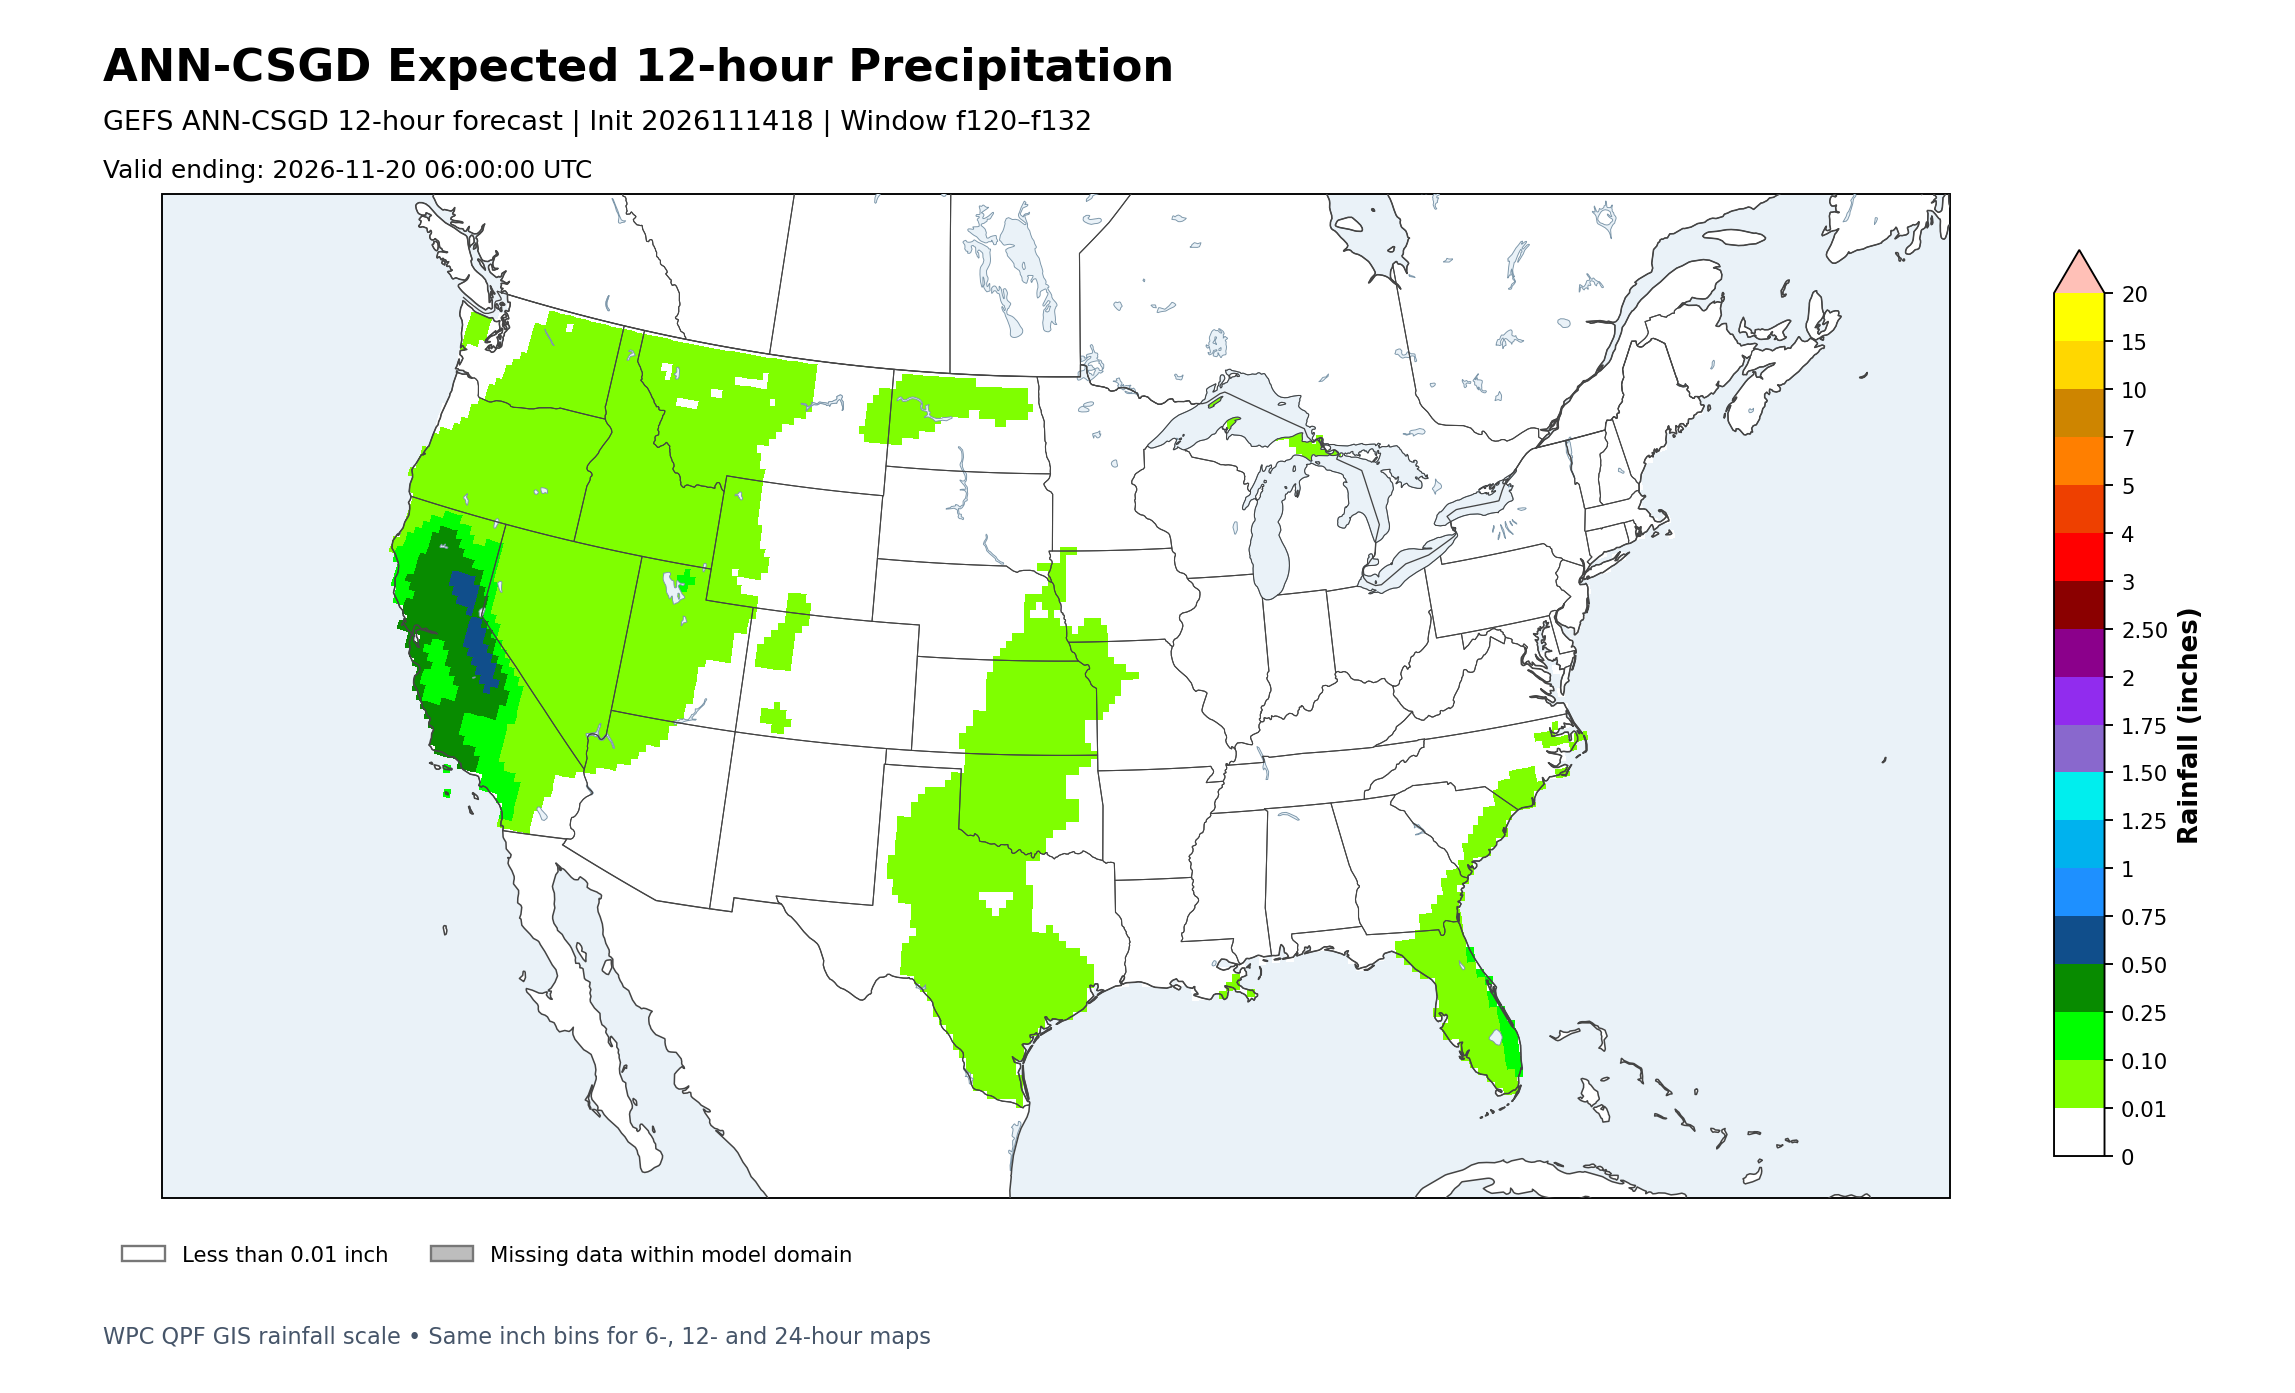 ANN-CSGD Expected 12-hour Precipitation
GEFS ANN-CSGD 12-hour forecast | Init 2026111418 | Window f120–f132
Valid ending: 2026-11-20 06:00:00 UTC
20
15
10
7
5
4
3
2.50
2
1.75
1.50
1.25
1
0.75
0.50
0.25
0.10
0.01
0
Rainfall (inches)
Less than 0.01 inch
Missing data within model domain
WPC QPF GIS rainfall scale • Same inch bins for 6-, 12- and 24-hour maps